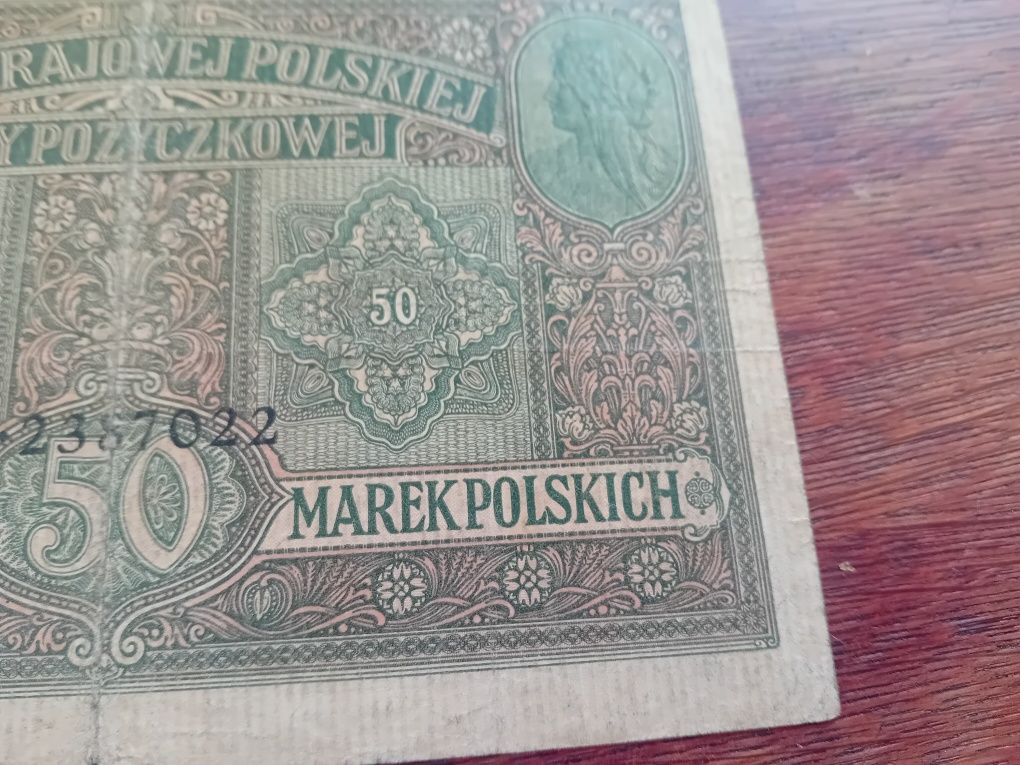 RAJOWEJ POLSKIEJ
Y POŻYCZKOWEJ
50
50
MAREK POLSKICH